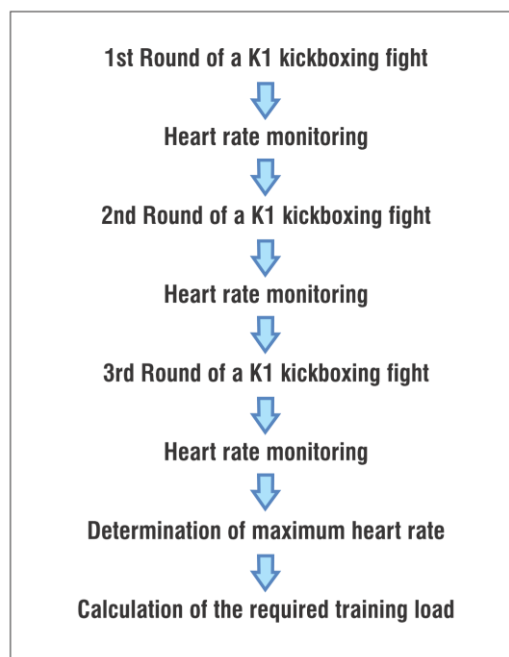 1st Round of a K1 kickboxing fight
Heart rate monitoring
2nd Round of a K1 kickboxing fight
Heart rate monitoring
3rd Round of a K1 kickboxing fight
Heart rate monitoring
Determination of maximum heart rate
Calculation of the required training load